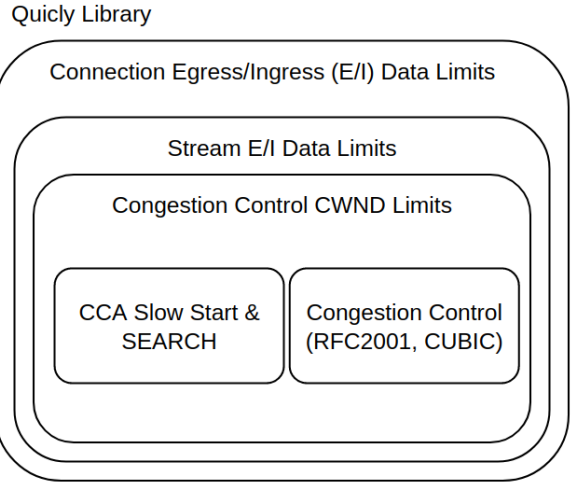 Quicly Library
Connection Egress/Ingress (E/I) Data Limits
Stream E/I Data Limits
Congestion Control CWND Limits
CCA Slow Start &
SEARCH
Congestion Control
(RFC2001, CUBIC)